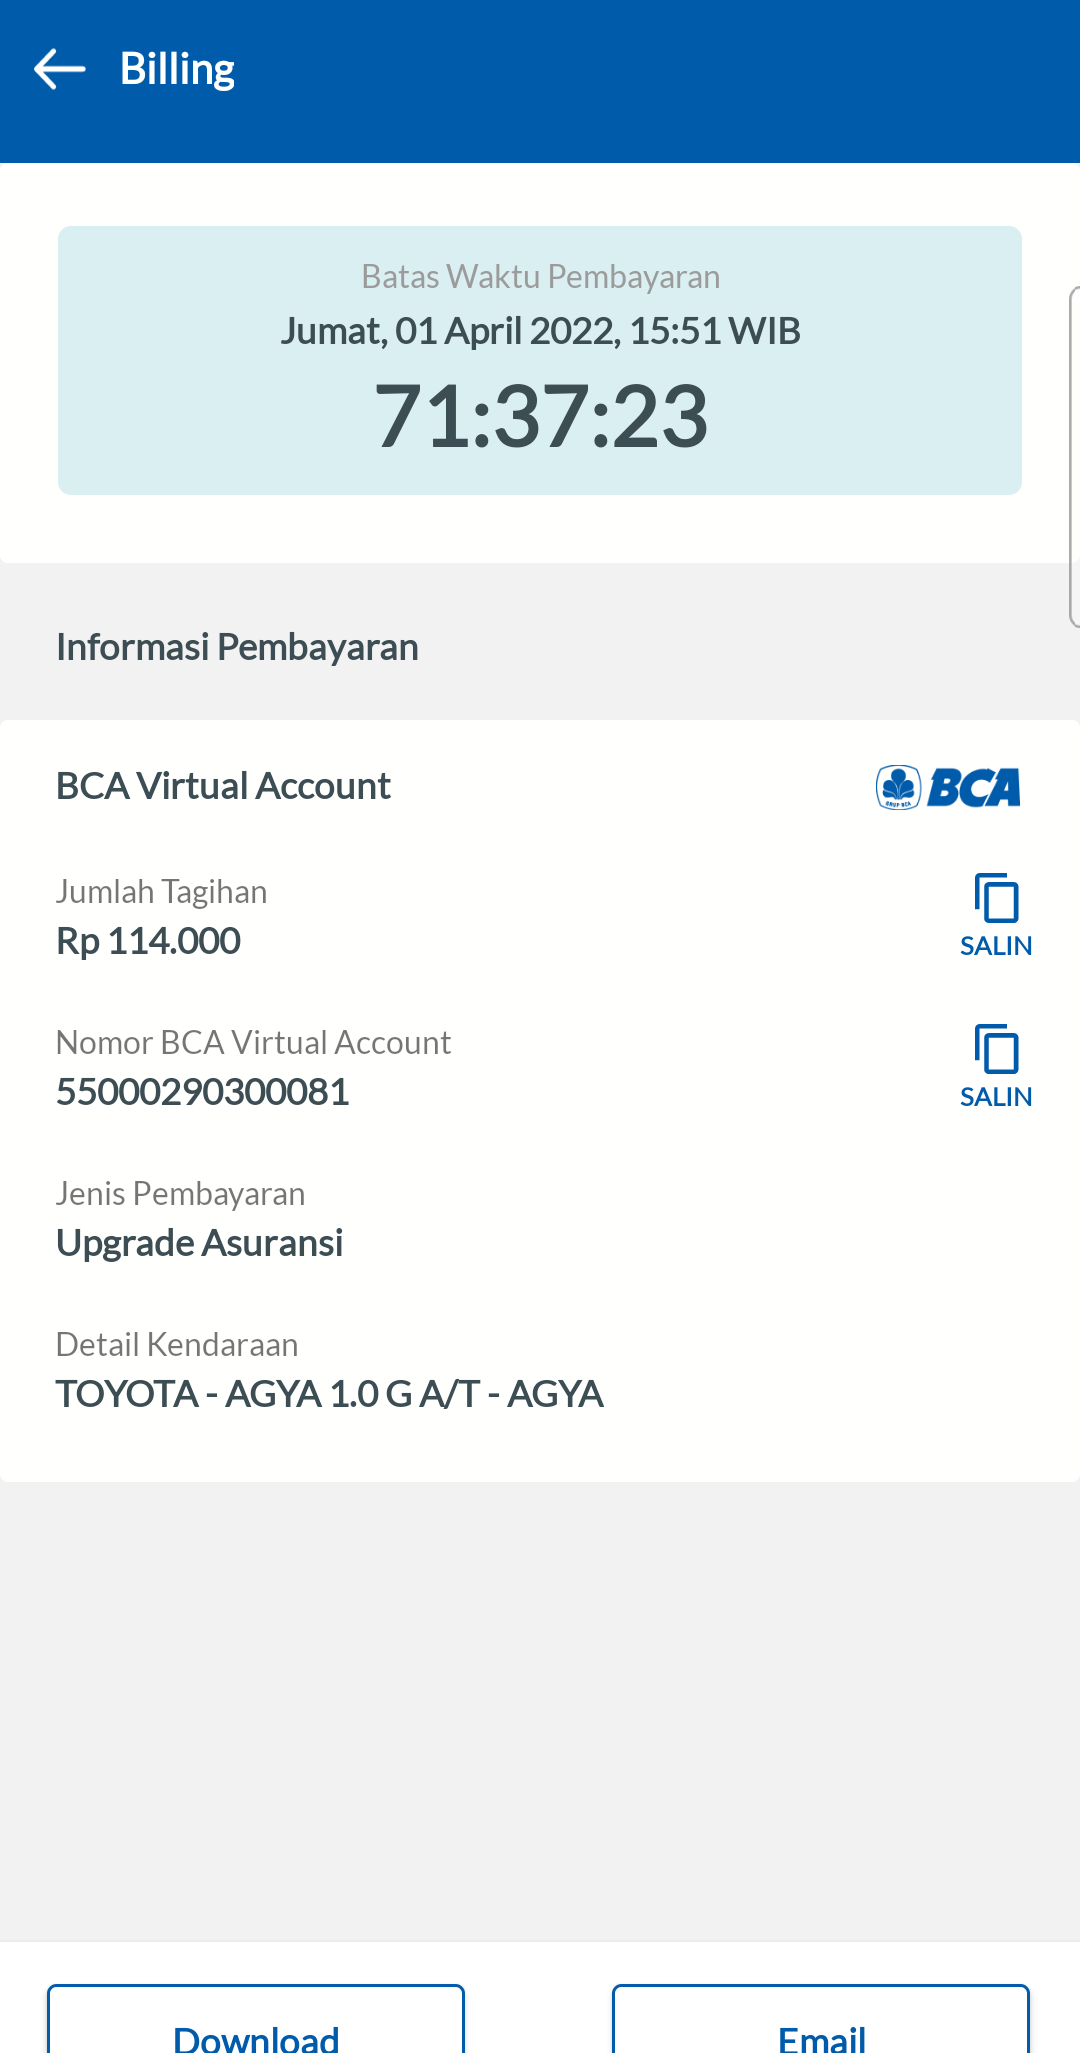 Billing
Batas Waktu Pembayaran
Jumat, 01 April 2022, 15:51 WIB
71:37:23
Informasi Pembayaran
BCA Virtual Account
GRUP BCA
BCA
Jumlah Tagihan
Rp 114.000
SALIN
Nomor BCA Virtual Account
55000290300081
SALIN
Jenis Pembayaran
Upgrade Asuransi
Detail Kendaraan
TOYOTA - AGYA 1.0 G A/T - AGYA
Download
Email